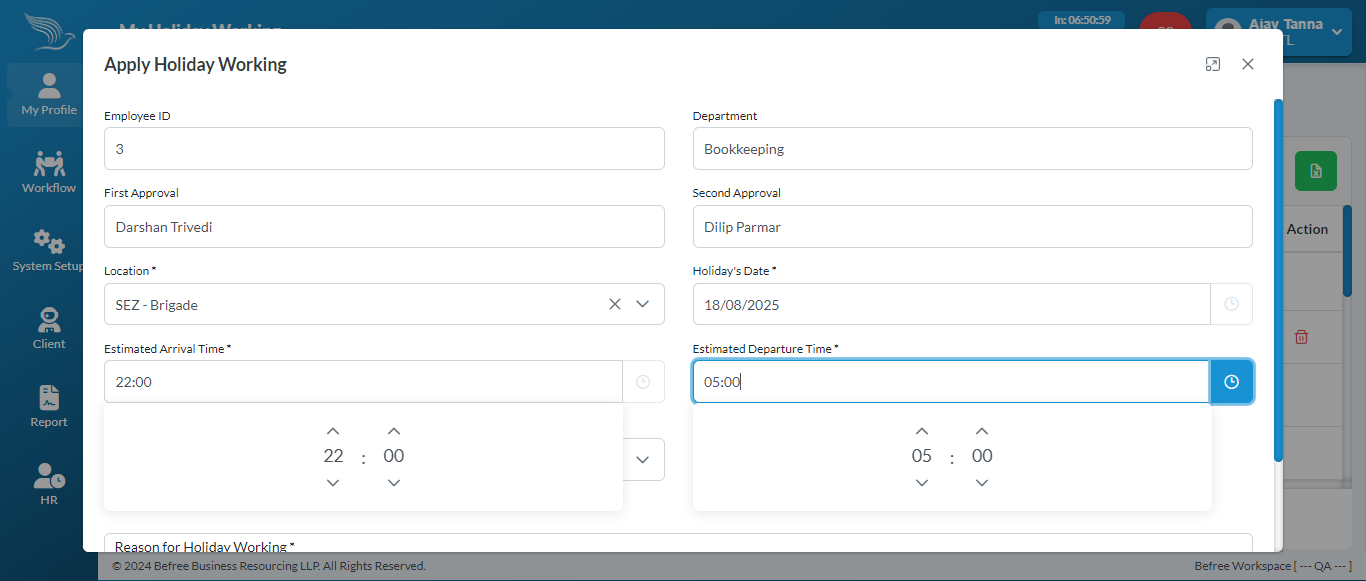 My Holiday Working
In: 06:50:59
Ajay Tanna
TL
My Profile
Workflow
System Setup
Client
Report
HR
Apply Holiday Working
Employee ID
Department
3
Bookkeeping
First Approval
Second Approval
Darshan Trivedi
Dilip Parmar
Location *
Holiday's Date *
SEZ - Brigade
18/08/2025
Estimated Arrival Time *
Estimated Departure Time *
22:00
05:00
22 : 00
05 : 00
Reason for Holiday Working *
Action
© 2024 Befree Business Resourcing LLP. All Rights Reserved.
Befree Workspace [ --- QA --- ]